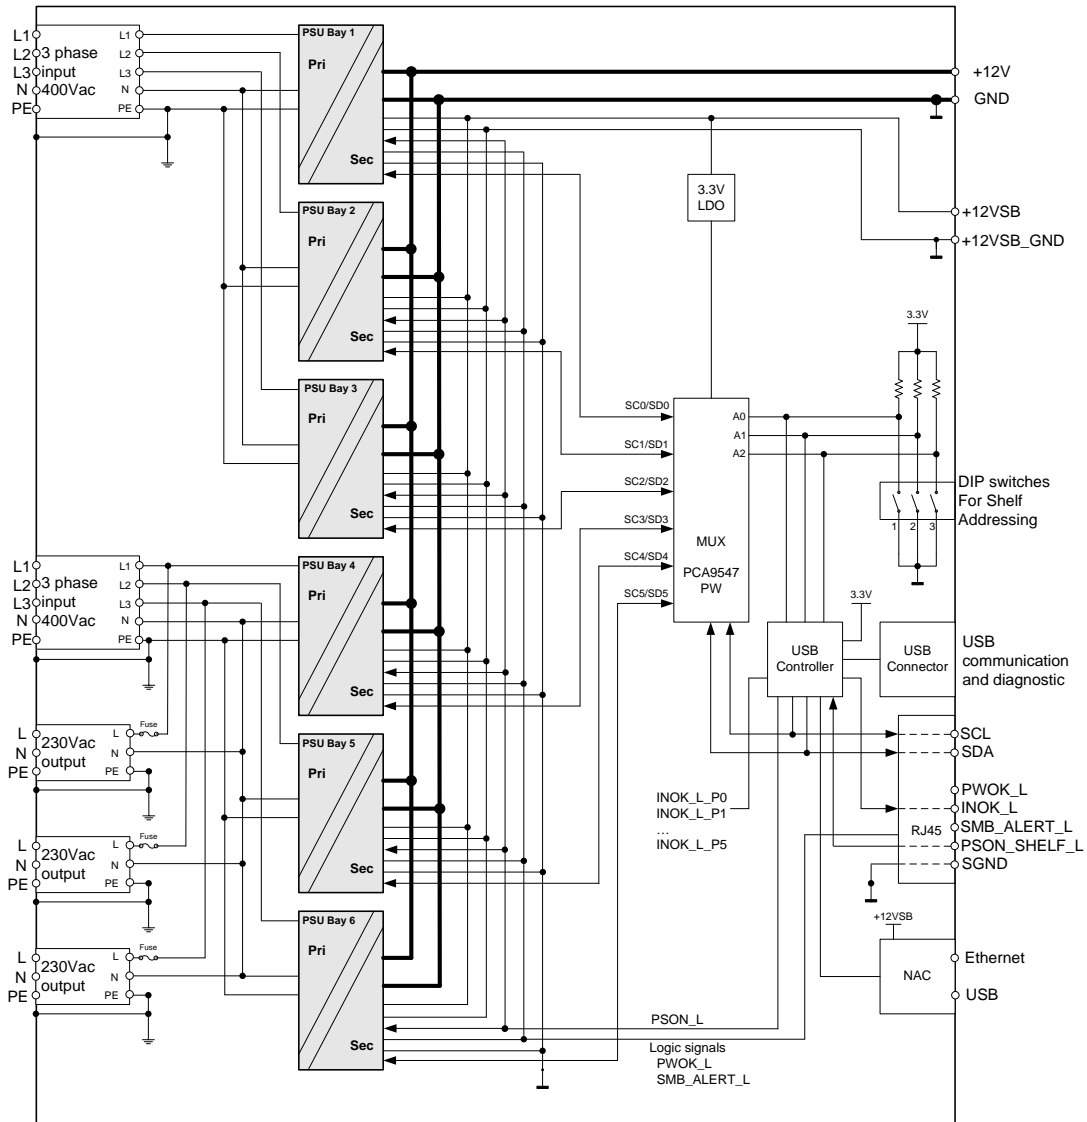 L1
L2
L3
N
PE
3 phase
input
400Vac
L1
L2
L3
N
PE
PSU Bay 1
Pri
Sec
+12V
GND
3.3V
LDO
+12VSB
+12VSB_GND
PSU Bay 2
Pri
Sec
3.3V
PSU Bay 3
Pri
Sec
SC0/SD0
SC1/SD1
SC2/SD2
SC3/SD3
SC4/SD4
SC5/SD5
A0
A1
A2
MUX
PCA9547
PW
1
2
3
DIP switches
For Shelf
Addressing
L1
L2
L3
N
PE
3 phase
input
400Vac
L1
L2
L3
N
PE
PSU Bay 4
Pri
Sec
3.3V
USB
Controller
USB
Connector
USB
communication
and diagnostic
L
N
PE
230Vac
output
L
N
PE
Fuse
PSU Bay 5
Pri
Sec
INOK_L_P0
INOK_L_P1
...
INOK_L_P5
RJ45
SCL
SDA
PWOK_L
INOK_L
SMB_ALERT_L
PSON_SHELF_L
SGND
L
N
PE
230Vac
output
L
N
PE
Fuse
PSU Bay 6
Pri
Sec
+12VSB
NAC
Ethernet
USB
L
N
PE
230Vac
output
L
N
PE
Fuse
PSON_L
Logic signals
PWOK_L
SMB_ALERT_L